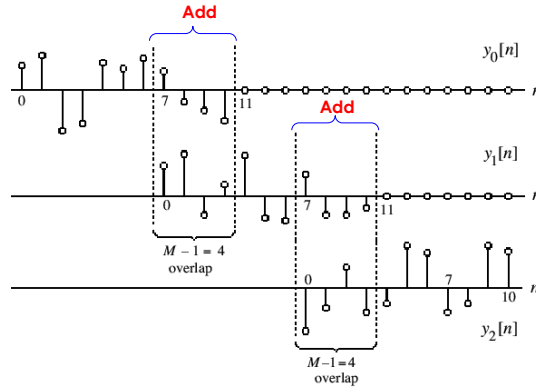 Add
y₀[n]
0
7
11
n
Add
y₁[n]
0
7
11
n
M – 1 = 4
overlap
0
7
10
n
y₂[n]
M – 1 = 4
overlap